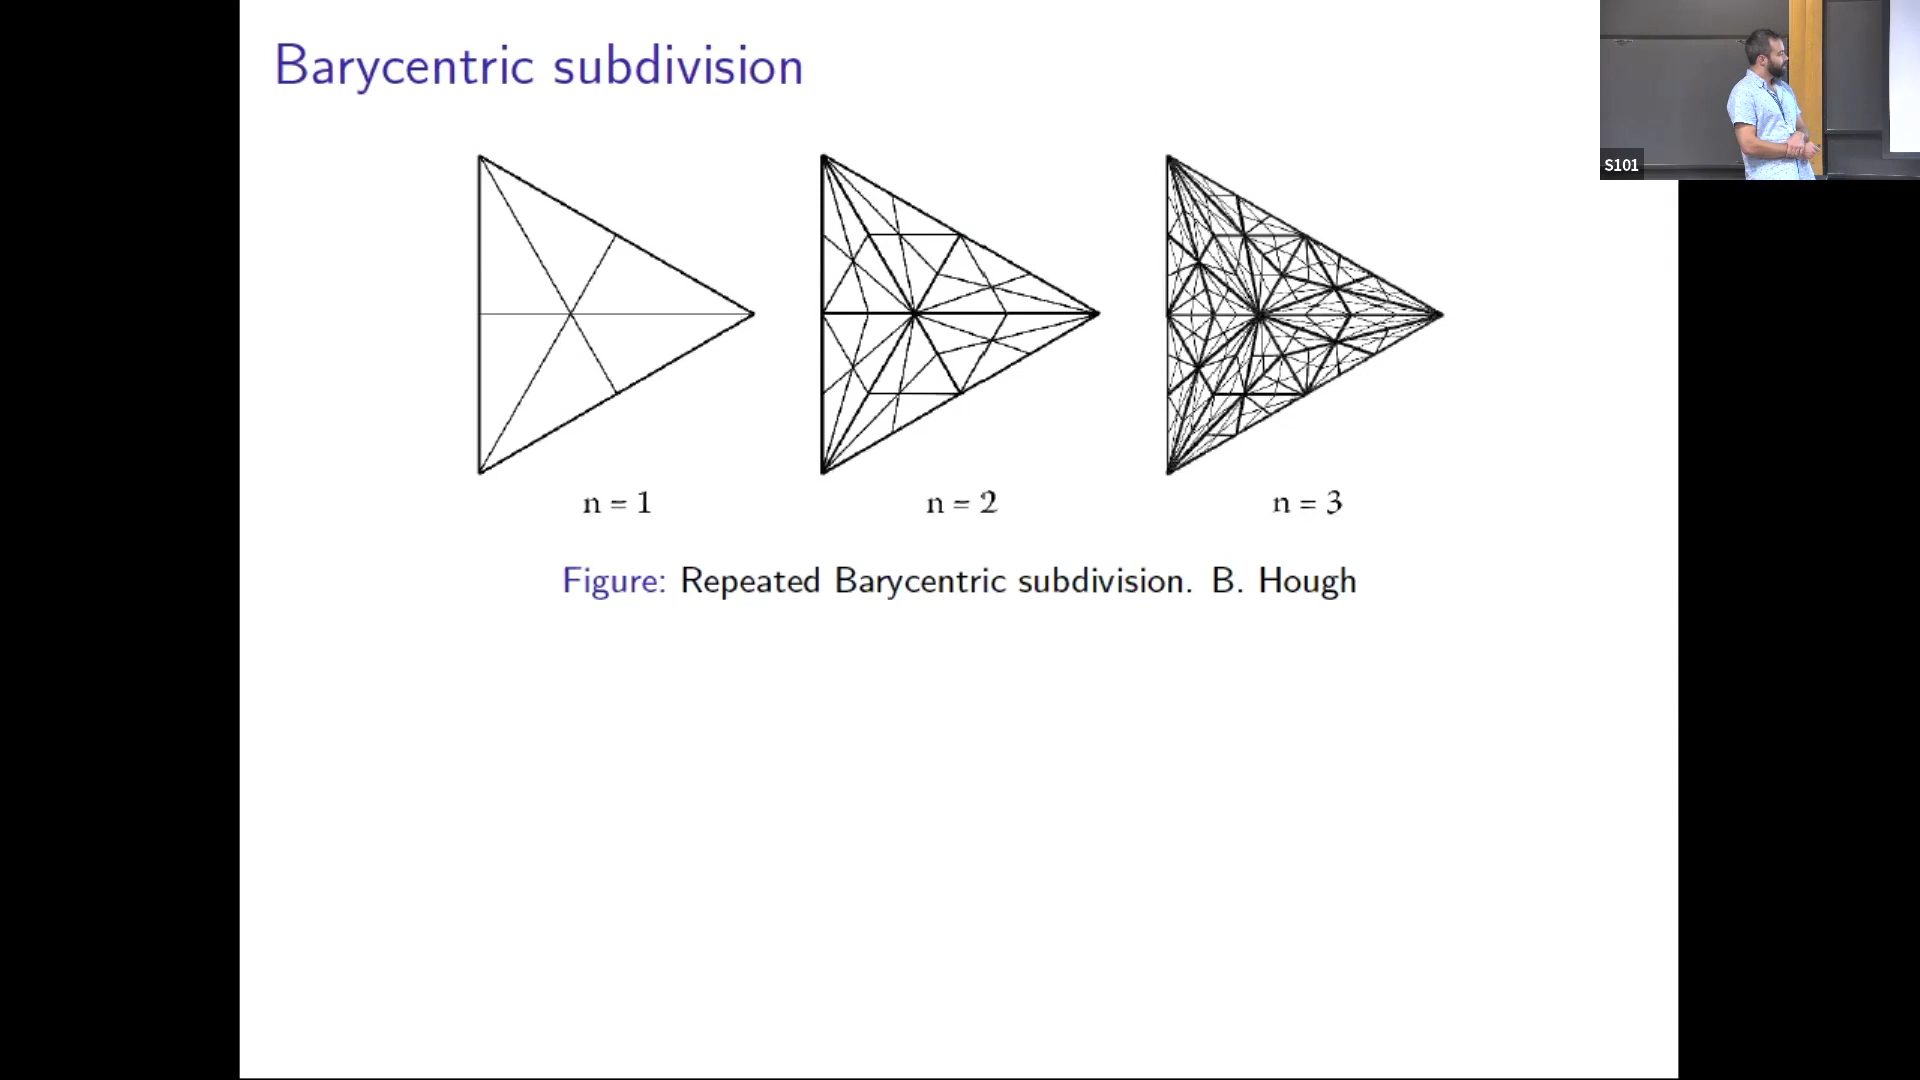 Barycentric subdivision
S101
n = 1
n = 2
n = 3
Figure: Repeated Barycentric subdivision. B. Hough